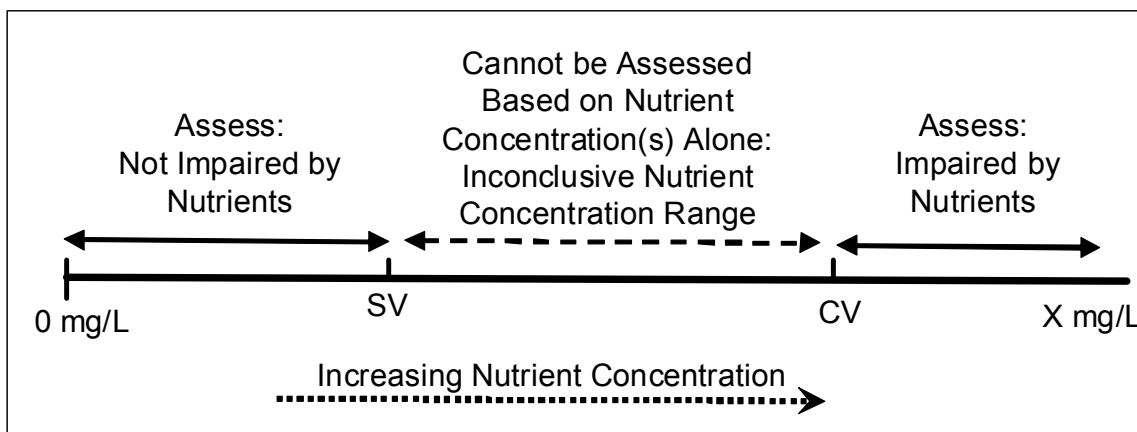 Assess:
Not Impaired by
Nutrients
Cannot be Assessed
Based on Nutrient
Concentration(s) Alone:
Inconclusive Nutrient
Concentration Range
Assess:
Impaired by
Nutrients
0 mg/L
SV
CV
X mg/L
Increasing Nutrient Concentration